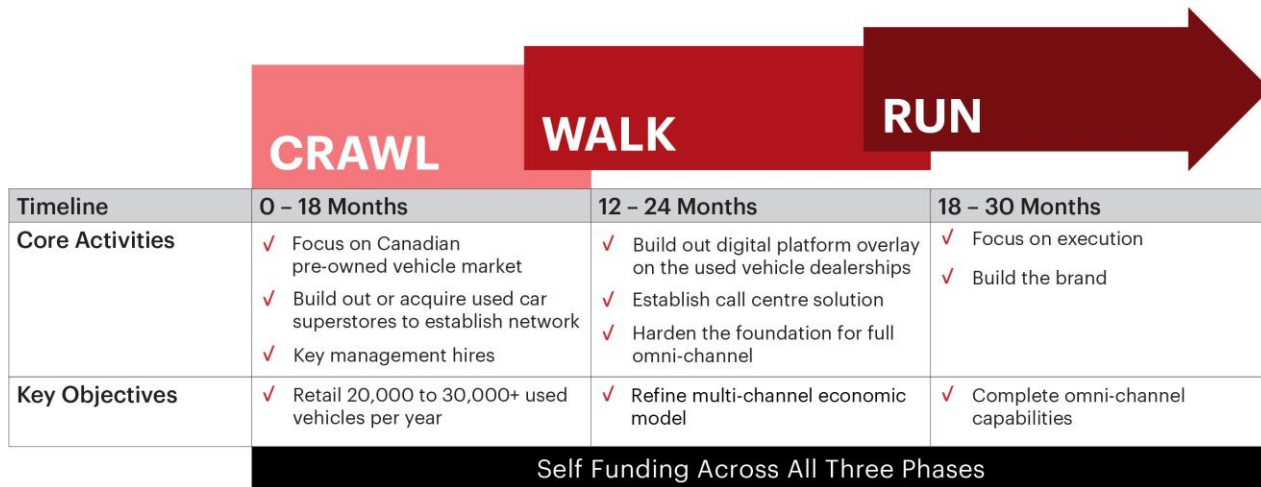 CRAWL
WALK
RUN
Timeline
0 – 18 Months
12 – 24 Months
18 – 30 Months
Core Activities
✓ Focus on Canadian
pre-owned vehicle market
✓ Build out or acquire used car
superstores to establish network
✓ Key management hires
✓ Build out digital platform overlay
on the used vehicle dealerships
✓ Establish call centre solution
✓ Harden the foundation for full
omni-channel
✓ Focus on execution
✓ Build the brand
Key Objectives
✓ Retail 20,000 to 30,000+ used
vehicles per year
✓ Refine multi-channel economic
model
✓ Complete omni-channel
capabilities
Self Funding Across All Three Phases